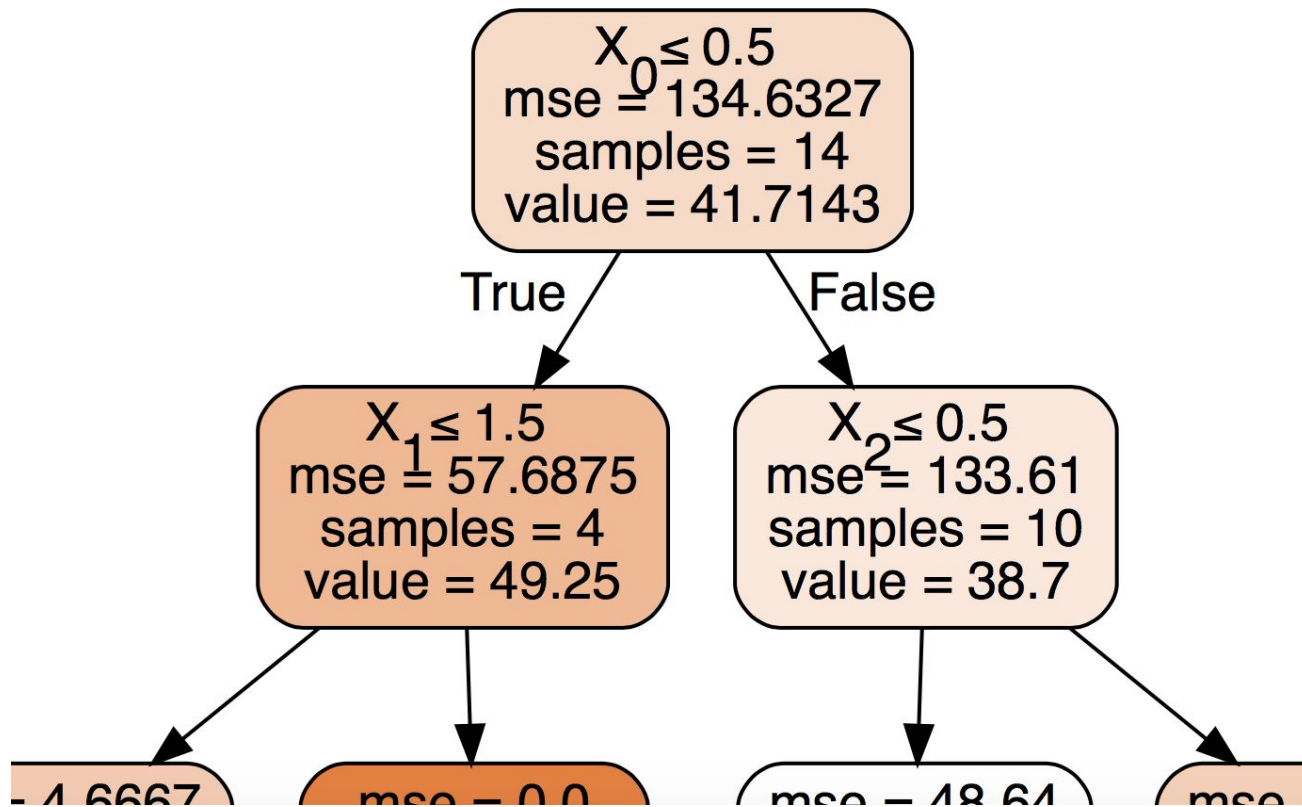 X₀ ≤ 0.5
mse = 134.6327
samples = 14
value = 41.7143
True
False
X₁ ≤ 1.5
mse = 57.6875
samples = 4
value = 49.25
X₂ ≤ 0.5
mse = 133.61
samples = 10
value = 38.7
= 4.6667
mse = 0.0
mse = 48.64
mse